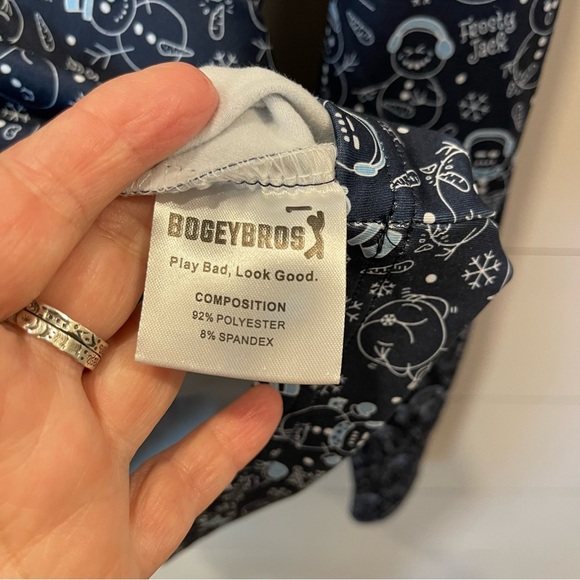 Frosty
Jack
BOGEYBROS
Play Bad, Look Good.
COMPOSITION
92% POLYESTER
8% SPANDEX